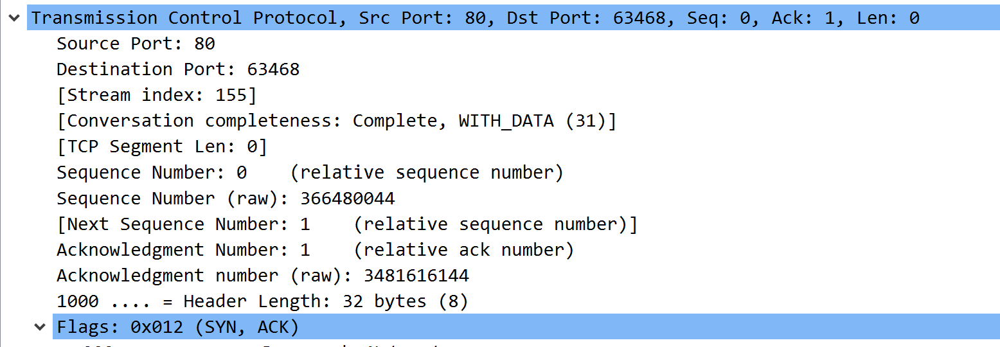 Transmission Control Protocol, Src Port: 80, Dst Port: 63468, Seq: 0, Ack: 1, Len: 0
Source Port: 80
Destination Port: 63468
[Stream index: 155]
[Conversation completeness: Complete, WITH_DATA (31)]
[TCP Segment Len: 0]
Sequence Number: 0    (relative sequence number)
Sequence Number (raw): 366480044
[Next Sequence Number: 1    (relative sequence number)]
Acknowledgment Number: 1    (relative ack number)
Acknowledgment number (raw): 3481616144
1000 .... = Header Length: 32 bytes (8)
Flags: 0x012 (SYN, ACK)